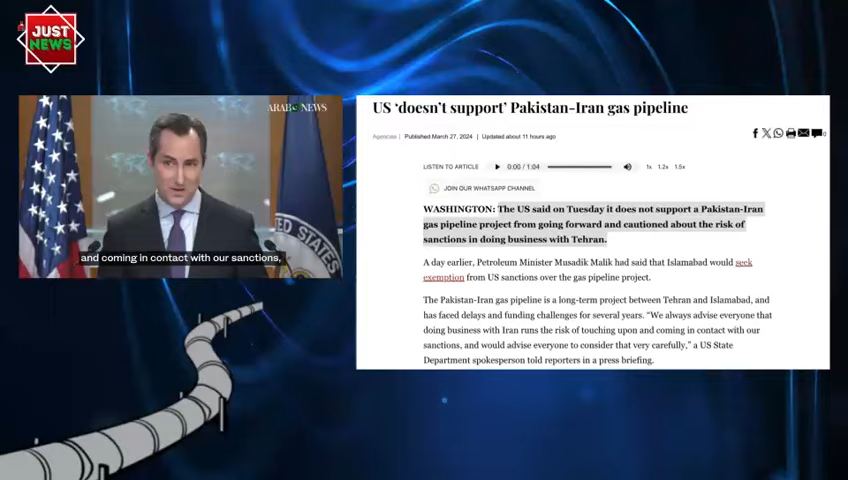 JUST
NEWS
ARAB NEWS
and coming in contact with our sanctions,
US ‘doesn’t support’ Pakistan-Iran gas pipeline
Agencies | Published March 27, 2024 | Updated about 11 hours ago
LISTEN TO ARTICLE 0:00 / 1:04 1x 1.2x 1.5x
JOIN OUR WHATSAPP CHANNEL
WASHINGTON: The US said on Tuesday it does not support a Pakistan-Iran
gas pipeline project from going forward and cautioned about the risk of
sanctions in doing business with Tehran.
A day earlier, Petroleum Minister Musadik Malik had said that Islamabad would seek
exemption from US sanctions over the gas pipeline project.
The Pakistan-Iran gas pipeline is a long-term project between Tehran and Islamabad, and
has faced delays and funding challenges for several years. “We always advise everyone that
doing business with Iran runs the risk of touching upon and coming in contact with our
sanctions, and would advise everyone to consider that very carefully,” a US State
Department spokesperson told reporters in a press briefing.